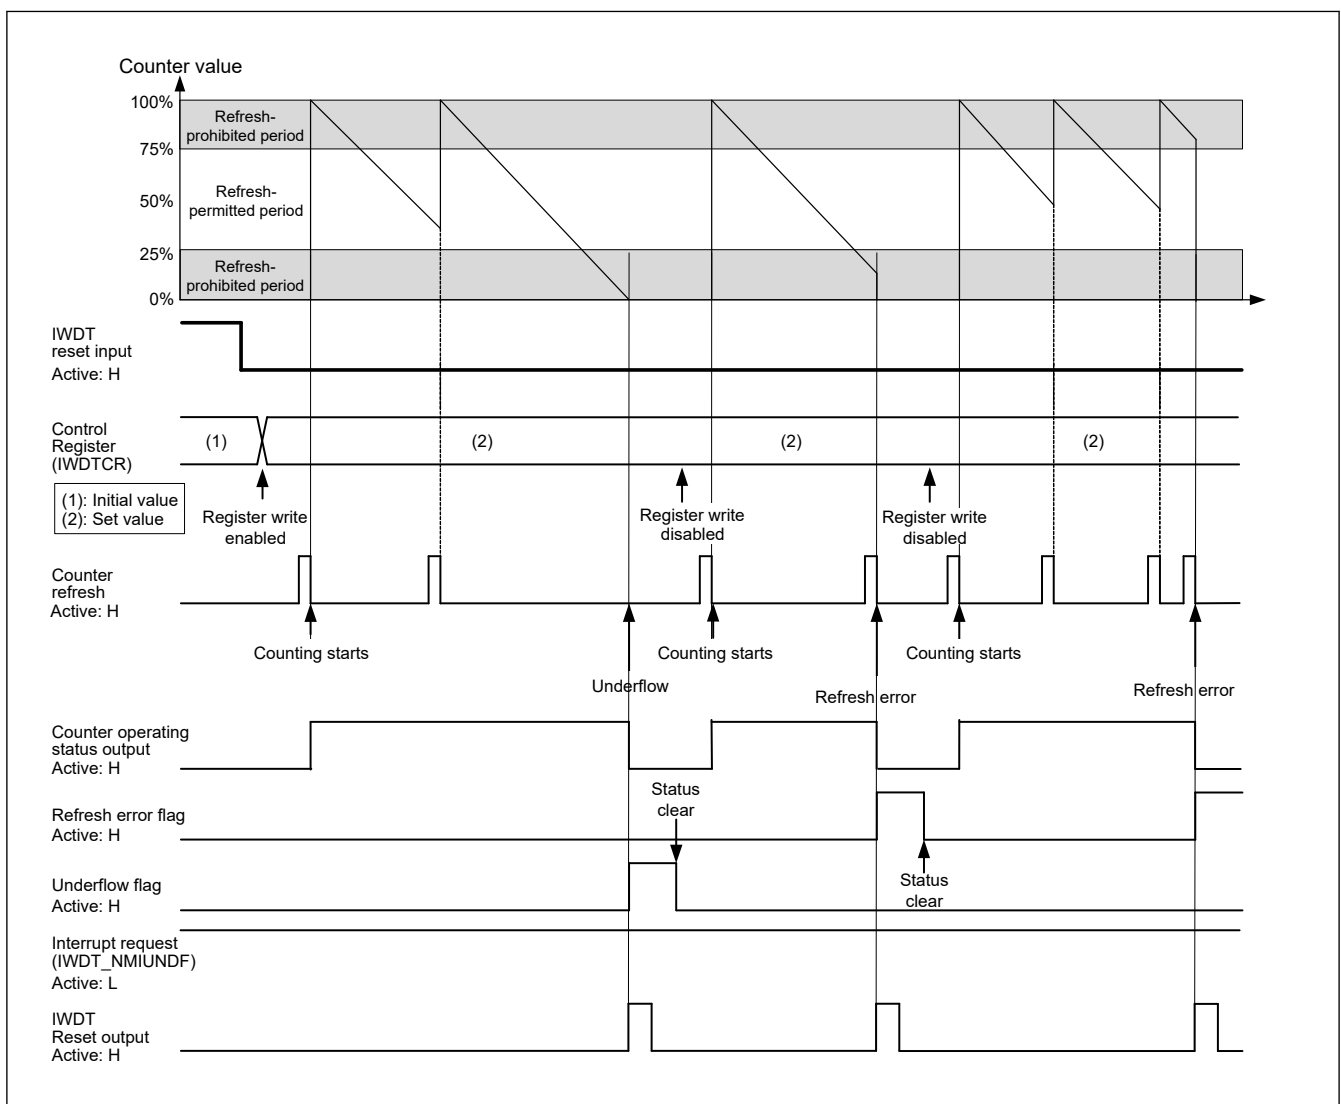 Counter value
100%
Refresh-
prohibited period
75%
Refresh-
permitted period
50%
25%
Refresh-
prohibited period
0%
IWDT
reset input
Active: H
Control
Register
(IWDTCR)
(1)
(2)
(2)
(2)
(1): Initial value
(2): Set value
Register write
enabled
Register write
disabled
Register write
disabled
Counter
refresh
Active: H
Counting starts
Counting starts
Counting starts
Underflow
Refresh error
Refresh error
Counter operating
status output
Active: H
Status
clear
Refresh error flag
Active: H
Status
clear
Underflow flag
Active: H
Interrupt request
(IWDT_NMIUNDF)
Active: L
IWDT
Reset output
Active: H